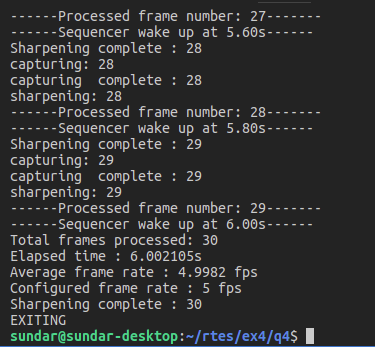 ------Processed frame number: 27-------
------Sequencer wake up at 5.60s------
Sharpening complete : 28
capturing: 28
capturing  complete : 28
sharpening: 28
------Processed frame number: 28-------
------Sequencer wake up at 5.80s------
Sharpening complete : 29
capturing: 29
capturing  complete : 29
sharpening: 29
------Processed frame number: 29-------
------Sequencer wake up at 6.00s------
Total frames processed: 30
Elapsed time : 6.002105s
Average frame rate : 4.9982 fps
Configured frame rate : 5 fps
Sharpening complete : 30
EXITING
sundar@sundar-desktop:~/rtes/ex4/q4$